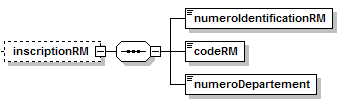 numeroIdentificationRM
inscriptionRM
codeRM
numeroDepartement